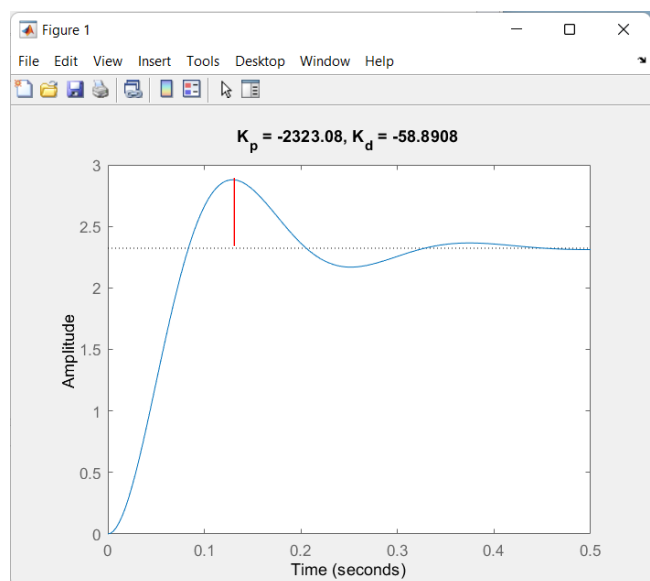 Figure 1
File Edit View Insert Tools Desktop Window Help
K_p = -2323.08, K_d = -58.8908
3
2.5
2
1.5
1
0.5
0
Amplitude
0 0.1 0.2 0.3 0.4 0.5
Time (seconds)